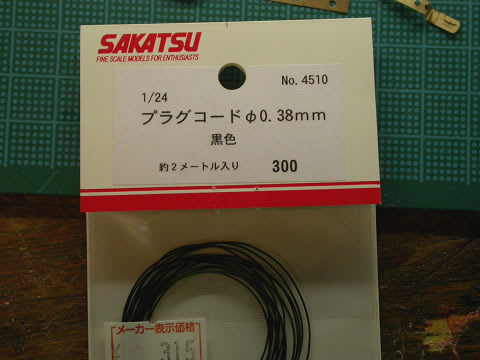 SAKATSU
FINE SCALE MODELS FOR ENTHUSIASTS
No. 4510
1/24
プラグコードφ0.38mm
黒色
約2メートル入り 300
メーカー表示価格
315